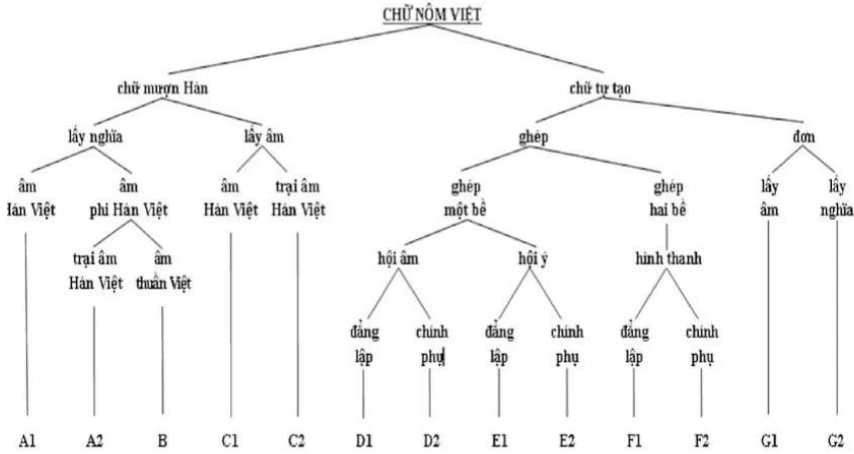 CHỮ NÔM VIỆT
chữ mượn Hán chữ tự tạo
lấy nghĩa lấy âm ghép đơn
âm âm âm trại âm ghép ghép lấy lấy
Hán Việt phi Hán Việt Hán Việt Hán Việt một bề hai bề âm nghĩa
trại âm âm hội âm hội ý hình thanh
Hán Việt thuần Việt
đẳng chính đẳng chính đẳng chính
lập phụ lập phụ lập phụ
A1 A2 B C1 C2 D1 D2 E1 E2 F1 F2 G1 G2